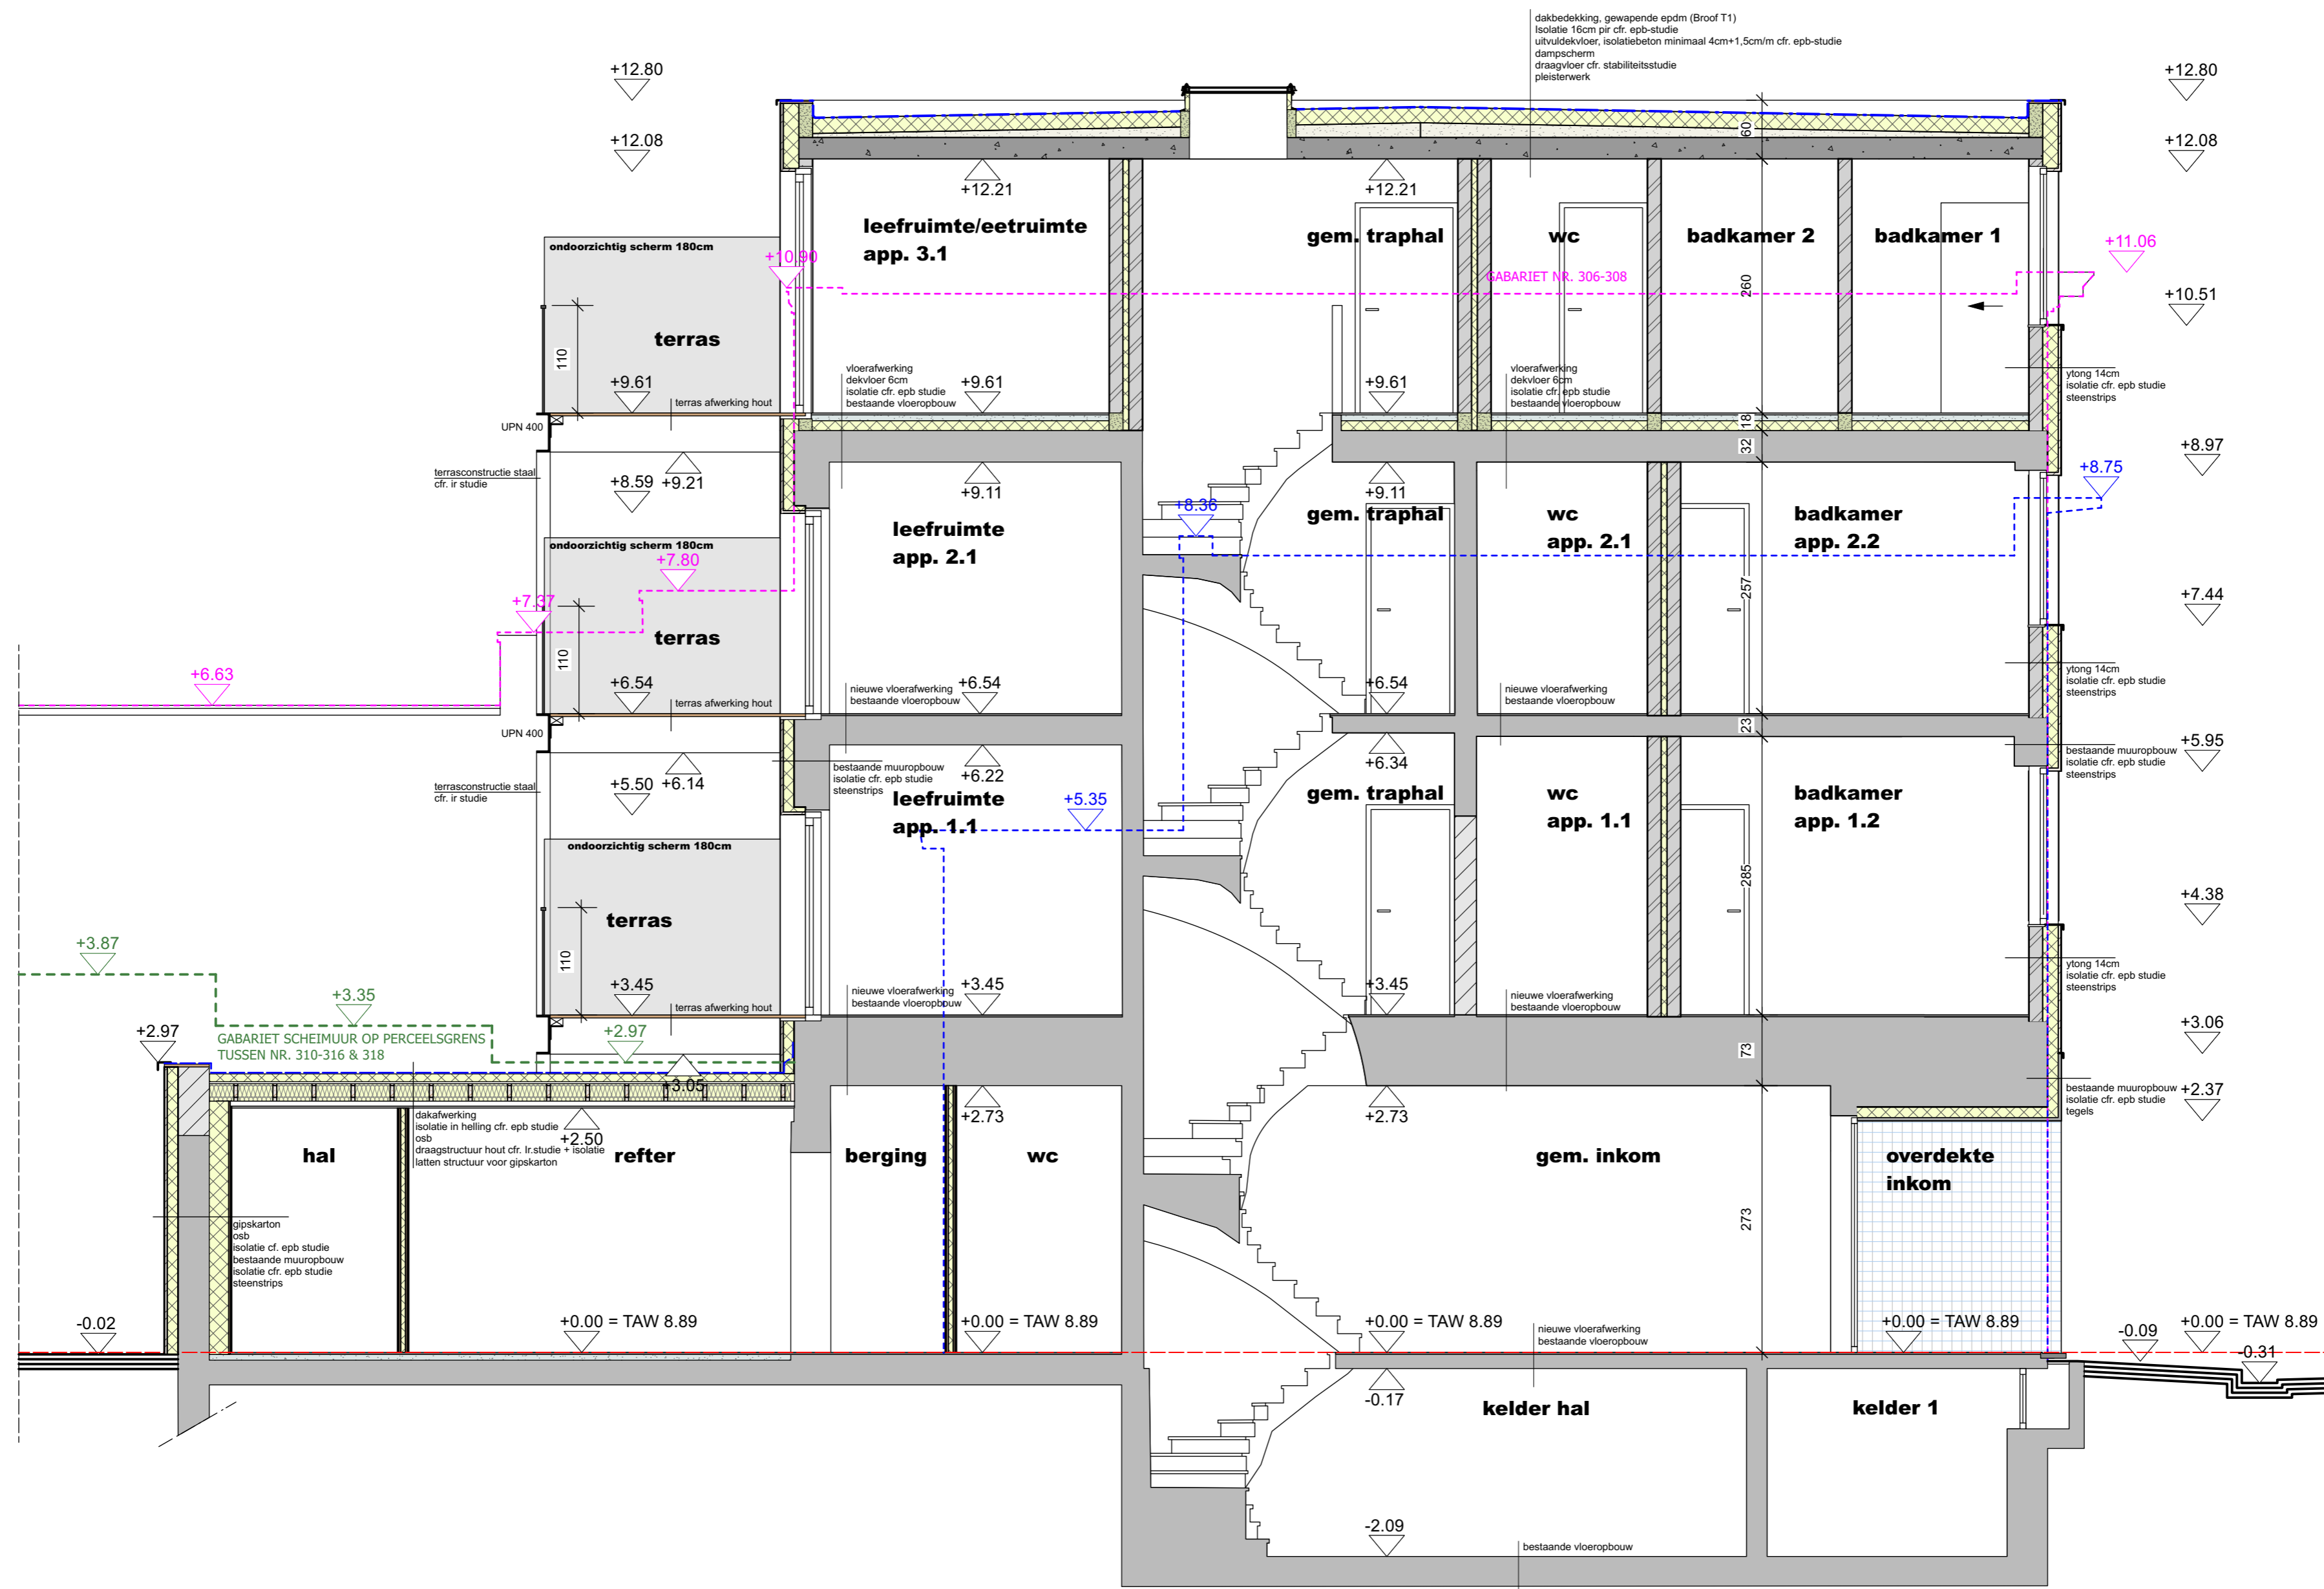 dakbedekking, gewapende epdm (Broof T1)
Isolatie 16cm pir cfr. epb-studie
uitvuldekvloer, isolatiebeton minimaal 4cm+1,5cm/m cfr. epb-studie
dampscherm
draagvloer cfr. stabiliteitsstudie
pleisterwerk
+12.80
+12.80
60
+12.08
+12.08
+12.21
+12.21
leefruimte/eetruimte
app. 3.1
gem. traphal
wc
badkamer 2
badkamer 1
ondoorzichtig scherm 180cm
+10.90
+11.06
GABARIET NR. 306-308
260
+10.51
terras
110
vloerafwerking
dekvloer 6cm
isolatie cfr. epb studie
bestaande vloeropbouw
vloerafwerking
dekvloer 6cm
isolatie cfr. epb studie
bestaande vloeropbouw
ytong 14cm
isolatie cfr. epb studie
steenstrips
+9.61
+9.61
+9.61
terras afwerking hout
UPN 400
18
32
+8.97
terrasconstructie staal
cfr. ir studie
+8.59
+9.21
+9.11
+9.11
+8.75
+8.36
leefruimte
app. 2.1
gem. traphal
wc
app. 2.1
badkamer
app. 2.2
ondoorzichtig scherm 180cm
+7.80
+7.37
257
+7.44
terras
110
+6.63
+6.54
+6.54
+6.54
nieuwe vloerafwerking
bestaande vloeropbouw
nieuwe vloerafwerking
bestaande vloeropbouw
ytong 14cm
isolatie cfr. epb studie
steenstrips
terras afwerking hout
UPN 400
23
+5.95
bestaande muuropbouw
isolatie cfr. epb studie
steenstrips
bestaande muuropbouw
isolatie cfr. epb studie
steenstrips
terrasconstructie staal
cfr. ir studie
+5.50
+6.14
+6.22
+6.34
leefruimte
app. 1.1
+5.35
gem. traphal
wc
app. 1.1
badkamer
app. 1.2
ondoorzichtig scherm 180cm
285
+4.38
terras
110
+3.87
+3.35
+3.45
+3.45
+3.45
nieuwe vloerafwerking
bestaande vloeropbouw
nieuwe vloerafwerking
bestaande vloeropbouw
ytong 14cm
isolatie cfr. epb studie
steenstrips
terras afwerking hout
+2.97
+2.97
GABARIET SCHEIMUUR OP PERCEELSGRENS
TUSSEN NR. 310-316 & 318
73
+3.06
+3.05
bestaande muuropbouw
isolatie cfr. epb studie
tegels
+2.37
dakafwerking
isolatie in helling cfr. epb studie
osb
draagstructuur hout cfr. Ir.studie + isolatie
latten structuur voor gipskarton
+2.50
+2.73
+2.73
hal
refter
berging
wc
gem. inkom
overdekte
inkom
gipskarton
osb
isolatie cf. epb studie
bestaande muuropbouw
isolatie cfr. epb studie
steenstrips
273
-0.02
+0.00 = TAW 8.89
+0.00 = TAW 8.89
+0.00 = TAW 8.89
+0.00 = TAW 8.89
+0.00 = TAW 8.89
nieuwe vloerafwerking
bestaande vloeropbouw
-0.09
-0.31
-0.17
kelder hal
kelder 1
-2.09
bestaande vloeropbouw